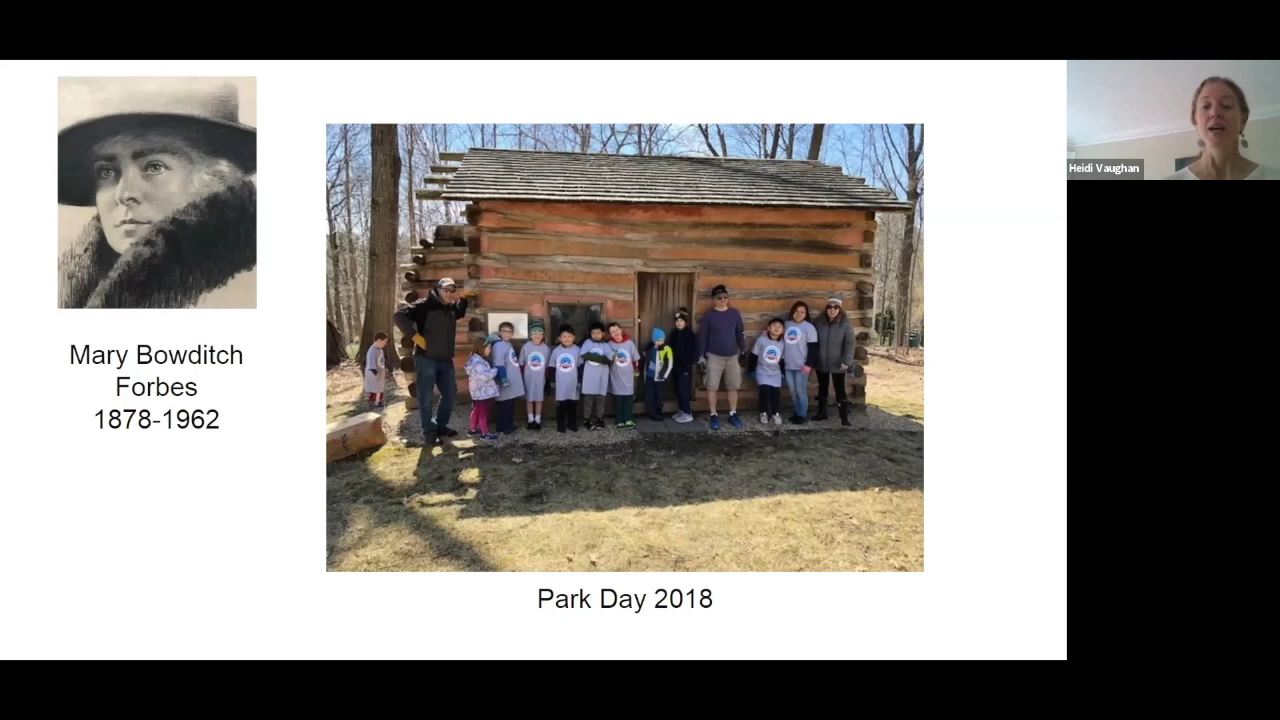 Mary Bowditch
Forbes
1878-1962
Park Day 2018
Heidi Vaughan